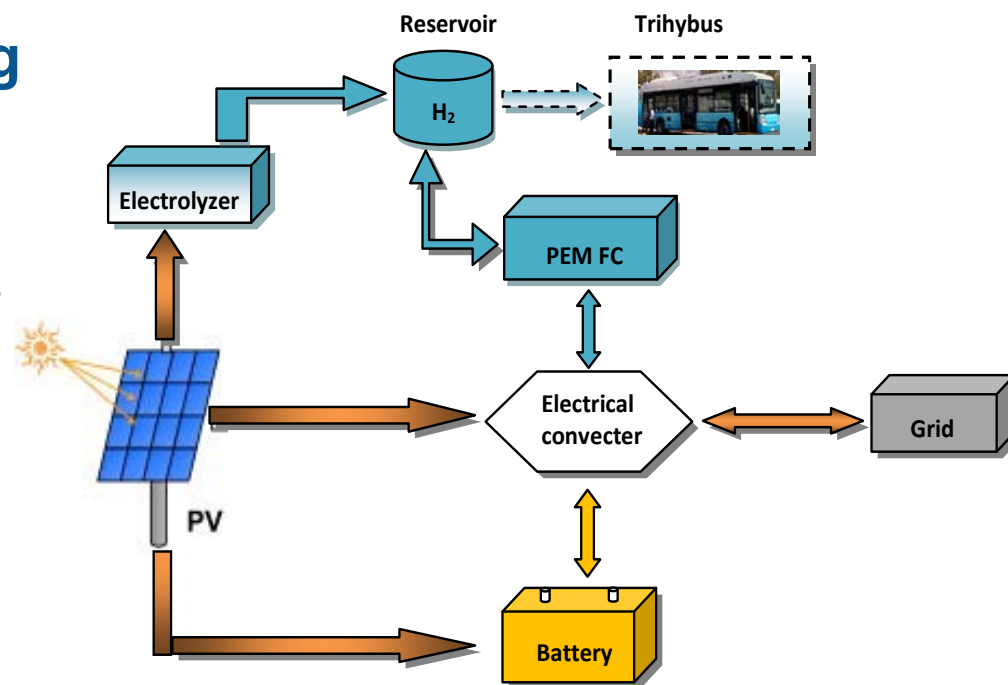 g
Reservoir
Trihybus
H₂
Electrolyzer
PEM FC
Electrical
convecter
Grid
PV
Battery